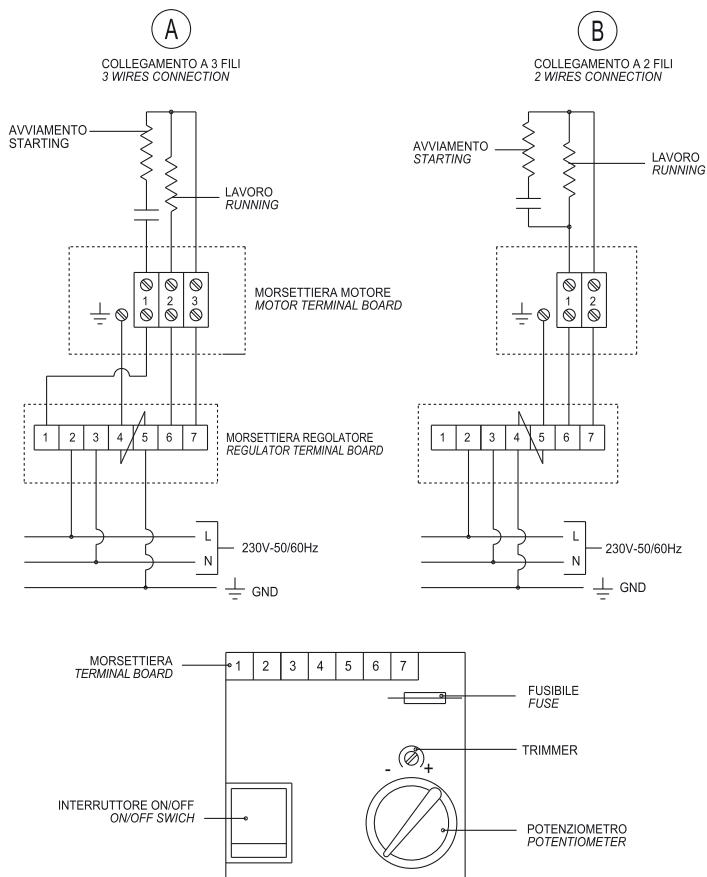 A
COLLEGAMENTO A 3 FILI
3 WIRES CONNECTION
AVVIAMENTO
STARTING
LAVORO
RUNNING
1 2 3
MORSETTIERA MOTORE
MOTOR TERMINAL BOARD
1 2 3 4 5 6 7
MORSETTIERA REGOLATORE
REGULATOR TERMINAL BOARD
L
N
230V-50/60Hz
GND
B
COLLEGAMENTO A 2 FILI
2 WIRES CONNECTION
AVVIAMENTO
STARTING
LAVORO
RUNNING
1 2
1 2 3 4 5 6 7
L
N
230V-50/60Hz
GND
MORSETTIERA
TERMINAL BOARD
1 2 3 4 5 6 7
FUSIBILE
FUSE
TRIMMER
- +
INTERRUTTORE ON/OFF
ON/OFF SWICH
POTENZIOMETRO
POTENTIOMETER